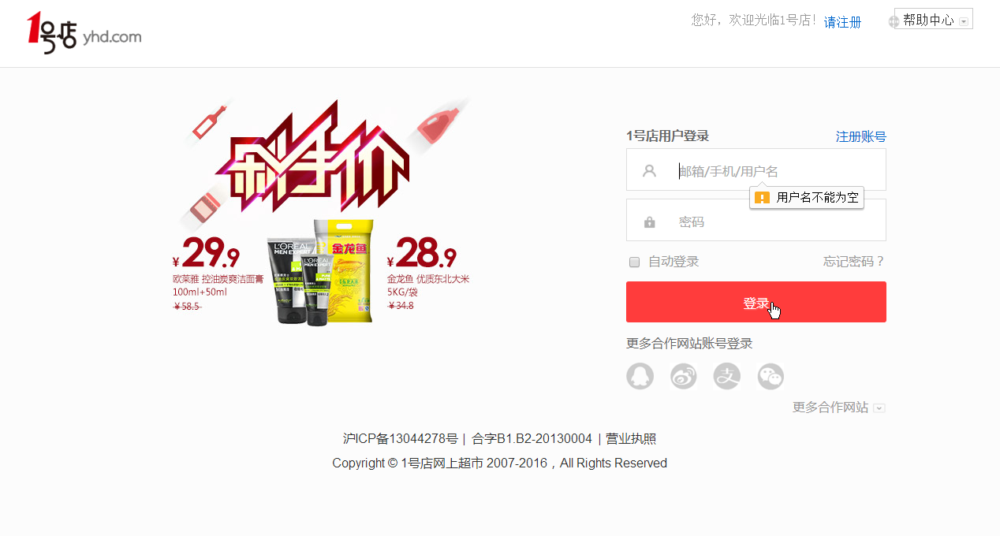 1号店 yhd.com
您好，欢迎光临1号店！ 请注册 帮助中心
剁手价
1号店用户登录 注册账号
邮箱/手机/用户名
用户名不能为空
密码
自动登录 忘记密码？
登录
更多合作网站账号登录
更多合作网站
¥29.9
欧莱雅 控油炭爽洁面膏
100ml+50ml
¥58.5
L'OREAL
MEN EXPERT
L'OREAL
MEN EXPERT
金龙鱼
¥28.9
金龙鱼 优质东北大米
5KG/袋
¥34.8
沪ICP备13044278号 | 合字B1.B2-20130004 | 营业执照
Copyright © 1号店网上超市 2007-2016，All Rights Reserved